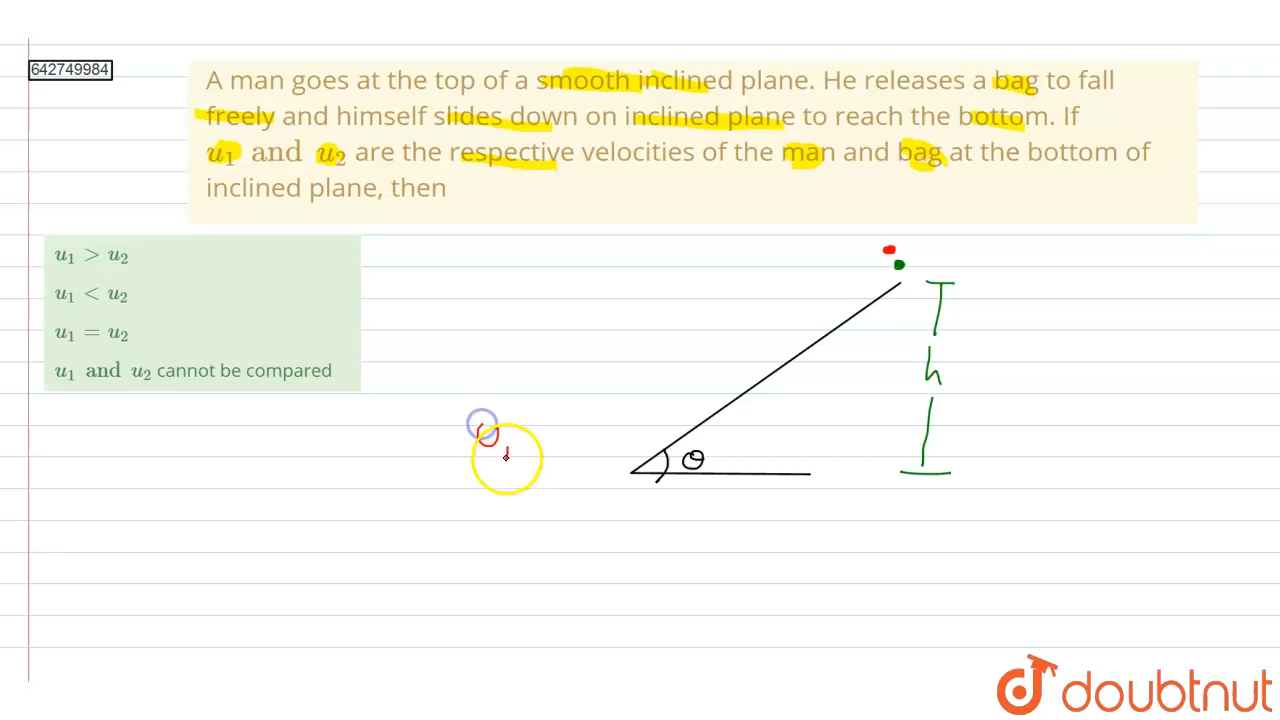 642749984
A man goes at the top of a smooth inclined plane. He releases a bag to fall
freely and himself slides down on inclined plane to reach the bottom. If
u₁ and u₂ are the respective velocities of the man and bag at the bottom of
inclined plane, then
u₁ > u₂
u₁ < u₂
u₁ = u₂
u₁ and u₂ cannot be compared
h
θ
doubtnut